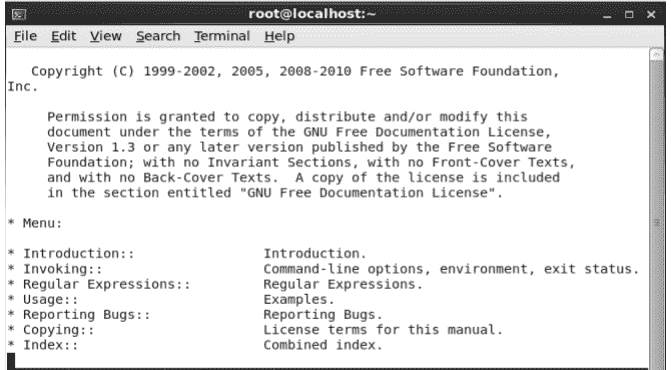 root@localhost:~
File Edit View Search Terminal Help
Copyright (C) 1999-2002, 2005, 2008-2010 Free Software Foundation,
Inc.
Permission is granted to copy, distribute and/or modify this
document under the terms of the GNU Free Documentation License,
Version 1.3 or any later version published by the Free Software
Foundation; with no Invariant Sections, with no Front-Cover Texts,
and with no Back-Cover Texts.  A copy of the license is included
in the section entitled "GNU Free Documentation License".
* Menu:
* Introduction:: Introduction.
* Invoking:: Command-line options, environment, exit status.
* Regular Expressions:: Regular Expressions.
* Usage:: Examples.
* Reporting Bugs:: Reporting Bugs.
* Copying:: License terms for this manual.
* Index:: Combined index.